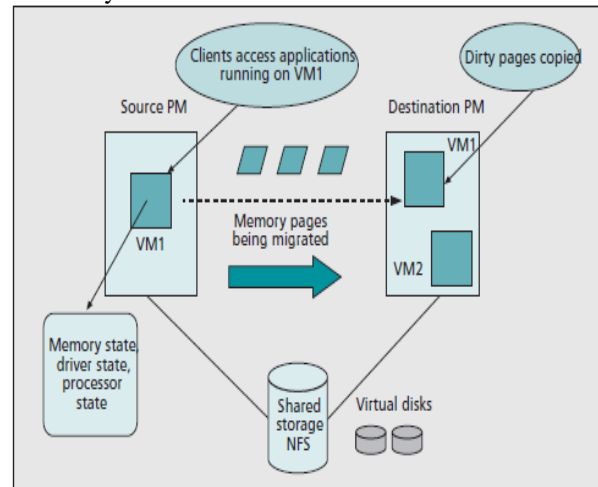 Clients access applications
running on VM1
Dirty pages copied
Source PM
Destination PM
VM1
VM1
Memory pages
being migrated
VM2
Memory state,
driver state,
processor
state
Shared
storage
NFS
Virtual disks